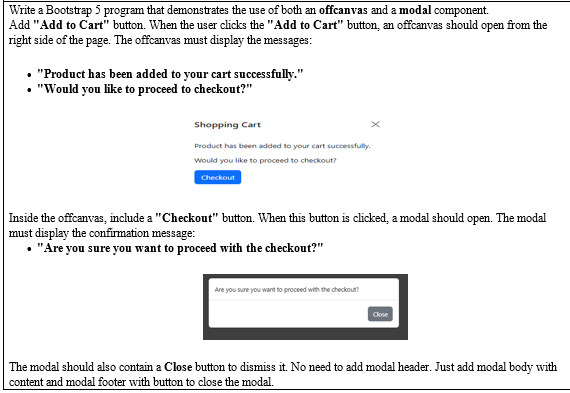 Write a Bootstrap 5 program that demonstrates the use of both an offcanvas and a modal component.
Add "Add to Cart" button. When the user clicks the "Add to Cart" button, an offcanvas should open from the
right side of the page. The offcanvas must display the messages:
• "Product has been added to your cart successfully."
• "Would you like to proceed to checkout?"
Shopping Cart
Product has been added to your cart successfully.
Would you like to proceed to checkout?
Checkout
Inside the offcanvas, include a "Checkout" button. When this button is clicked, a modal should open. The modal
must display the confirmation message:
• "Are you sure you want to proceed with the checkout?"
Are you sure you want to proceed with the checkout?
Close
The modal should also contain a Close button to dismiss it. No need to add modal header. Just add modal body with
content and modal footer with button to close the modal.